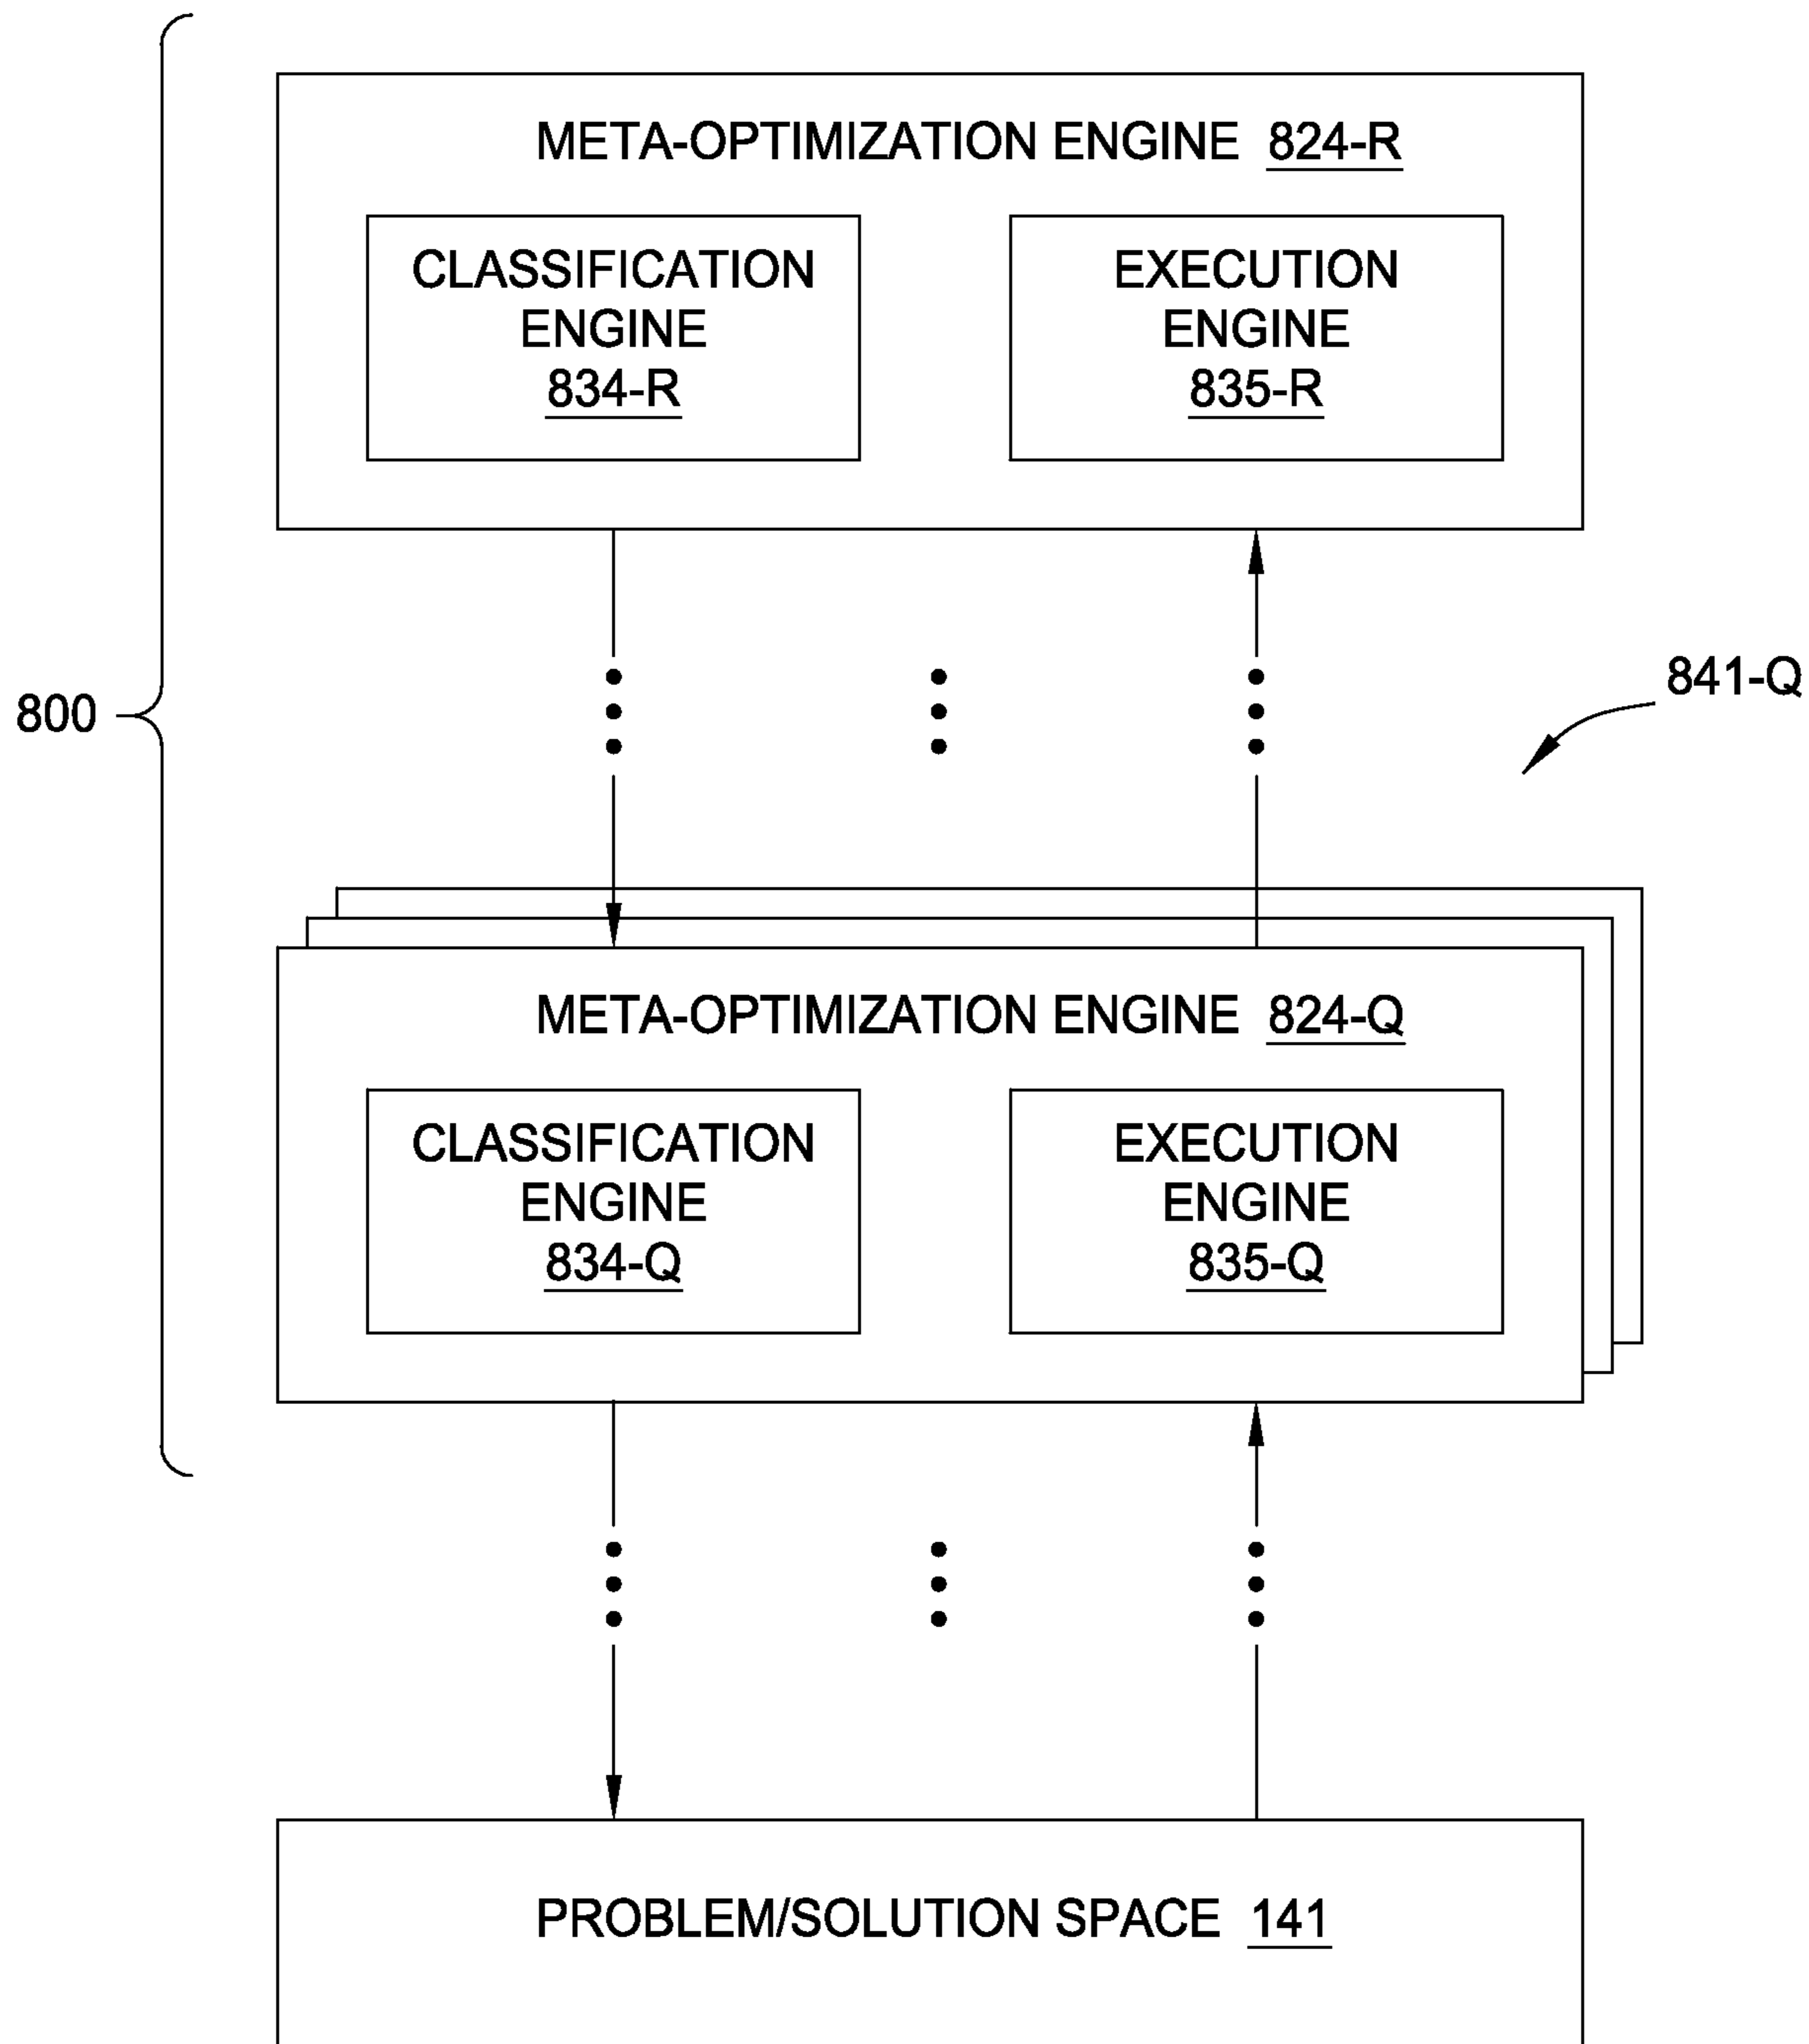 META-OPTIMIZATION ENGINE 824-R
CLASSIFICATION
ENGINE
834-R
EXECUTION
ENGINE
835-R
800
841-Q
META-OPTIMIZATION ENGINE 824-Q
CLASSIFICATION
ENGINE
834-Q
EXECUTION
ENGINE
835-Q
PROBLEM/SOLUTION SPACE 141